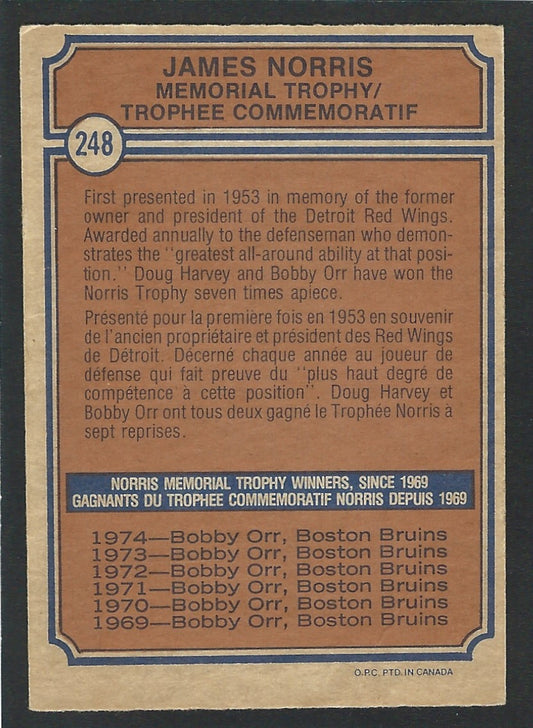 JAMES NORRIS
MEMORIAL TROPHY/
TROPHEE COMMEMORATIF
248
First presented in 1953 in memory of the former
owner and president of the Detroit Red Wings.
Awarded annually to the defenseman who demon-
strates the "greatest all-around ability at that posi-
tion." Doug Harvey and Bobby Orr have won the
Norris Trophy seven times apiece.
Présenté pour la première fois en 1953 en souvenir
de l'ancien propriétaire et président des Red Wings
de Détroit. Décerné chaque année au joueur de
défense qui fait preuve du "plus haut degré de
compétence à cette position". Doug Harvey et
Bobby Orr ont tous deux gagné le Trophée Norris à
sept reprises.
NORRIS MEMORIAL TROPHY WINNERS, SINCE 1969
GAGNANTS DU TROPHEE COMMEMORATIF NORRIS DEPUIS 1969
1974—Bobby Orr, Boston Bruins
1973—Bobby Orr, Boston Bruins
1972—Bobby Orr, Boston Bruins
1971—Bobby Orr, Boston Bruins
1970—Bobby Orr, Boston Bruins
1969—Bobby Orr, Boston Bruins
O.P.C. PTD. IN CANADA